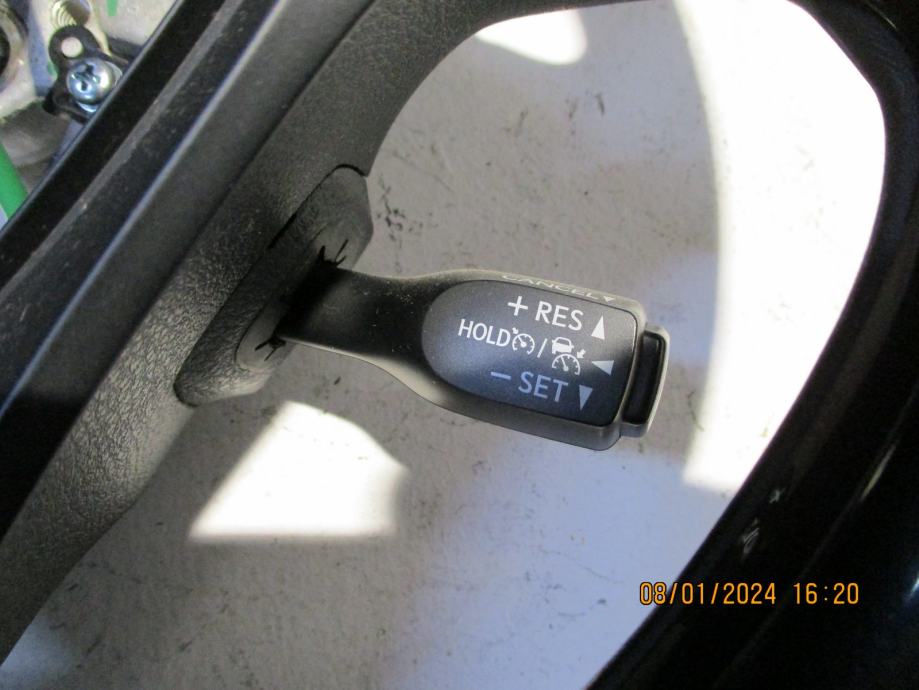 CANCEL▼
+ RES ▲
HOLD / ◀
− SET ▼
08/01/2024 16:20